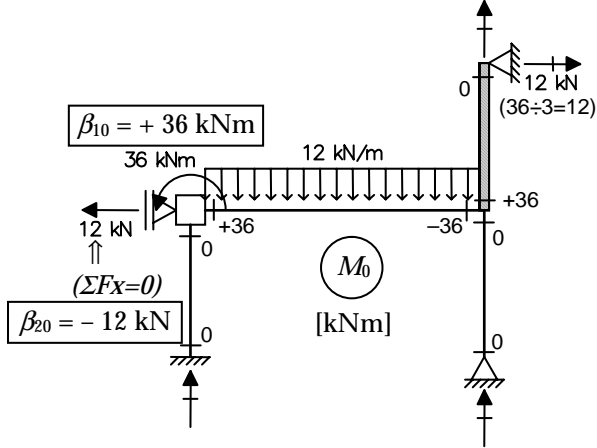 0
12 kN
(36÷3=12)
β10 = + 36 kNm
36 kNm
12 kN/m
+36
12 kN
+36
−36
0
0
⇑
(ΣFx=0)
M0
β20 = − 12 kN
[kNm]
0
0